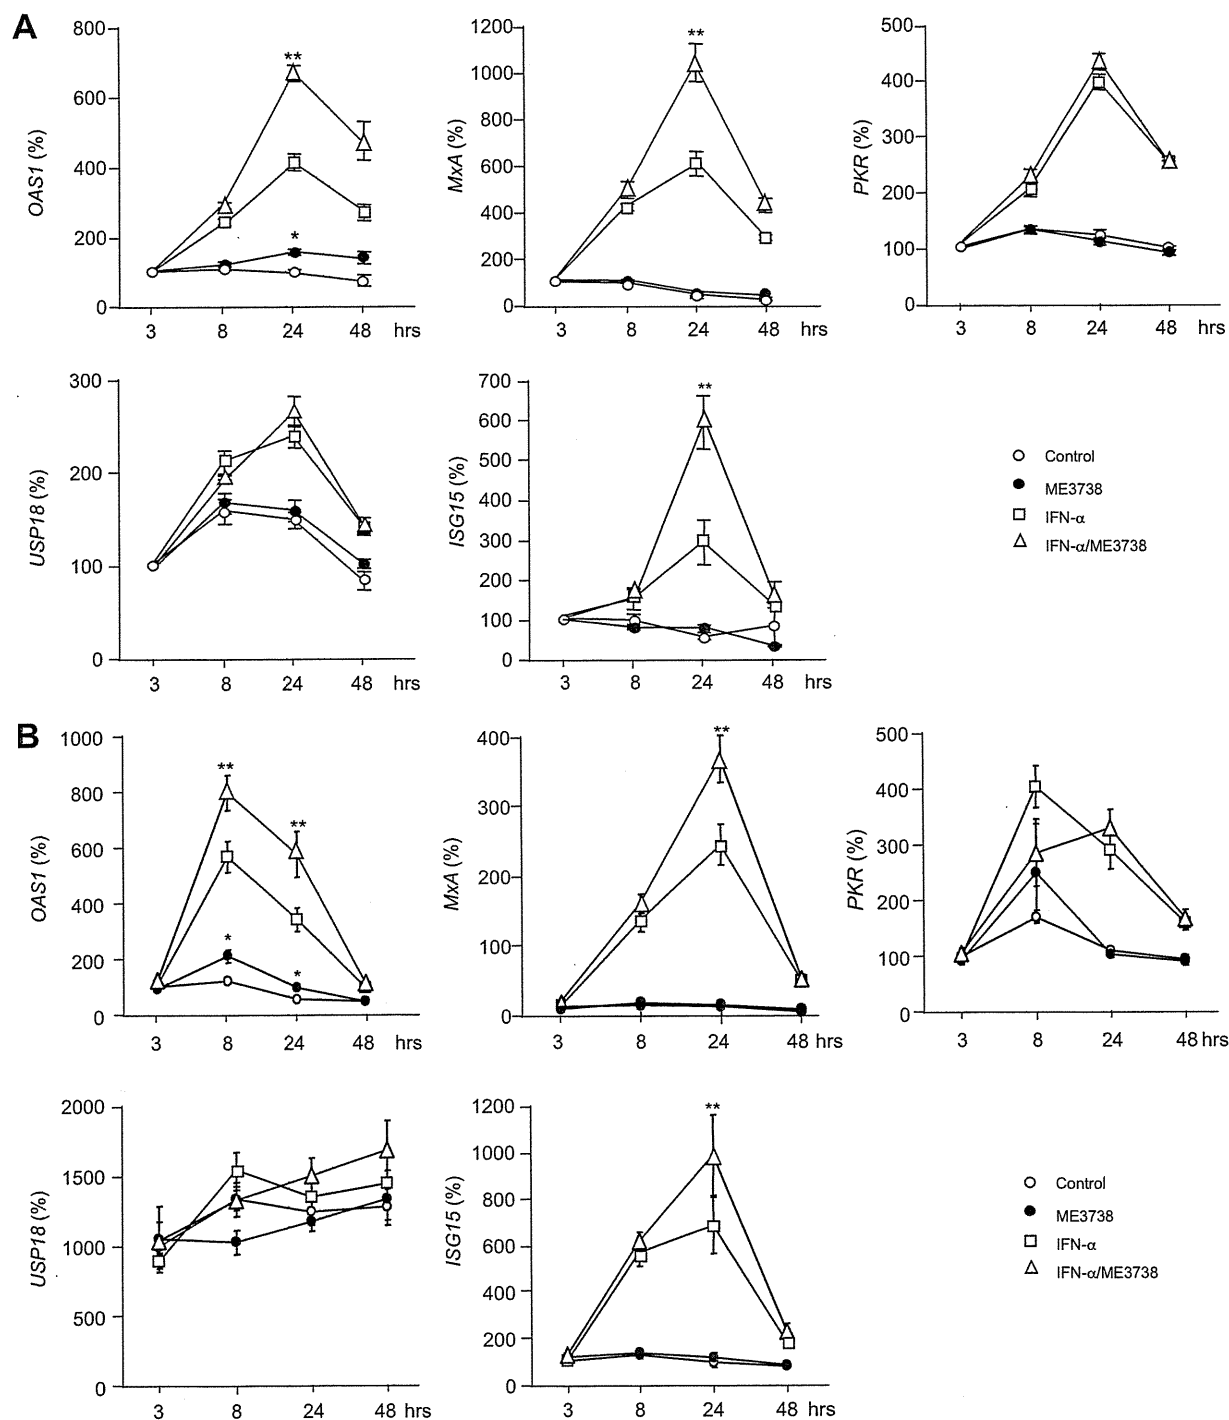 A
OAS1 (%)
800
600
400
200
0
**
*
3 8 24 48 hrs
MxA (%)
1200
1000
800
600
400
200
0
**
3 8 24 48 hrs
PKR (%)
500
400
300
200
100
0
3 8 24 48 hrs
USP18 (%)
300
200
100
0
3 8 24 48 hrs
ISG15 (%)
700
600
500
400
300
200
100
0
**
3 8 24 48 hrs
Control
ME3738
IFN-α
IFN-α/ME3738
B
OAS1 (%)
1000
800
600
400
200
0
**
**
*
*
3 8 24 48 hrs
MxA (%)
400
300
200
100
0
**
3 8 24 48 hrs
PKR (%)
500
400
300
200
100
0
3 8 24 48 hrs
USP18 (%)
2000
1500
1000
500
0
3 8 24 48 hrs
ISG15 (%)
1200
1000
800
600
400
200
0
**
3 8 24 48 hrs
Control
ME3738
IFN-α
IFN-α/ME3738